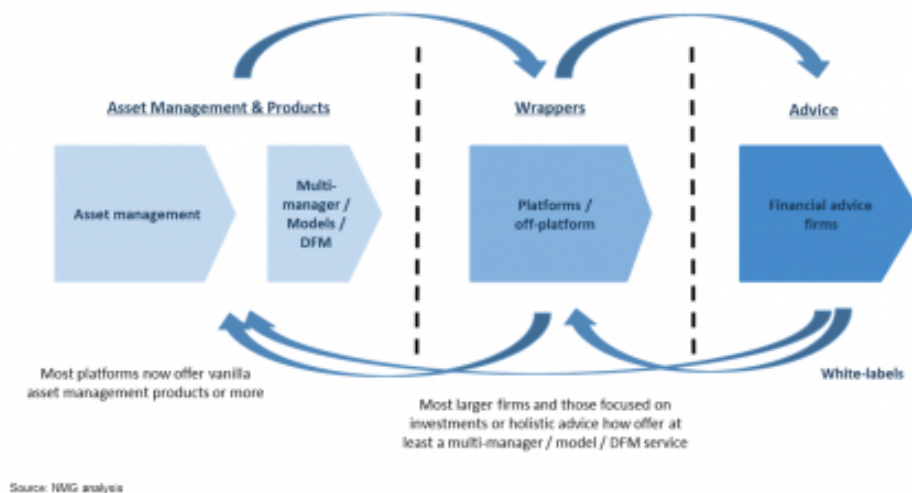 Asset Management & Products
Wrappers
Advice
Asset management
Multi-
manager /
Models /
DFM
Platforms /
off-platform
Financial advice
firms
Most platforms now offer vanilla
asset management products or more
White-labels
Most larger firms and those focused on
investments or holistic advice how offer at
least a multi-manager / model / DFM service
Source: NMG analysis